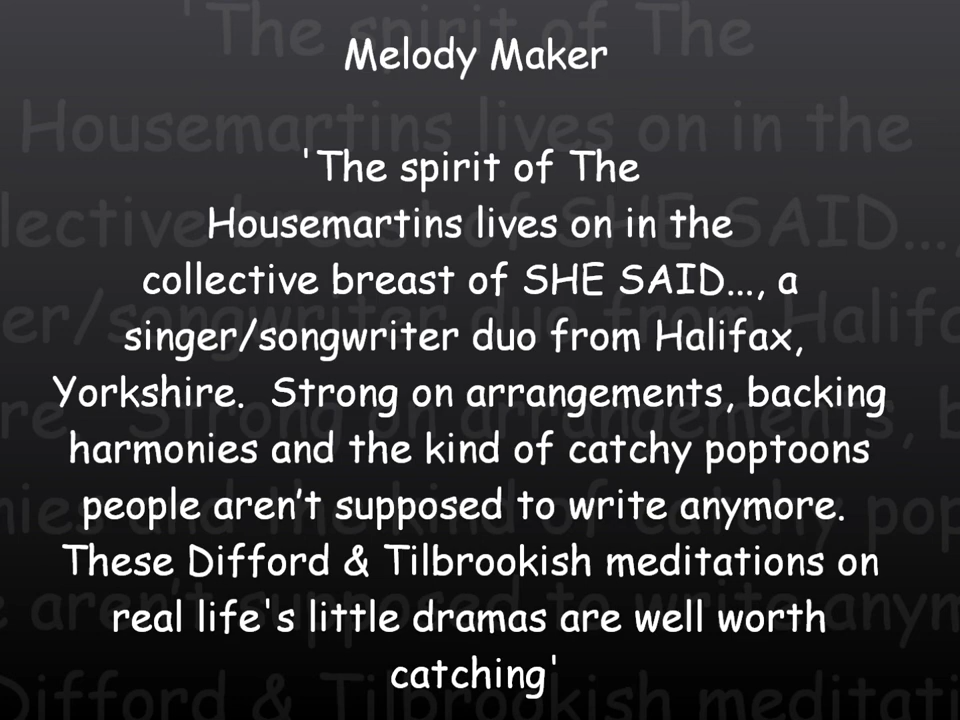 Melody Maker
'The spirit of The
Housemartins lives on in the
collective breast of SHE SAID..., a
singer/songwriter duo from Halifax,
Yorkshire.  Strong on arrangements, backing
harmonies and the kind of catchy poptoons
people aren’t supposed to write anymore.
These Difford & Tilbrookish meditations on
real life's little dramas are well worth
catching'